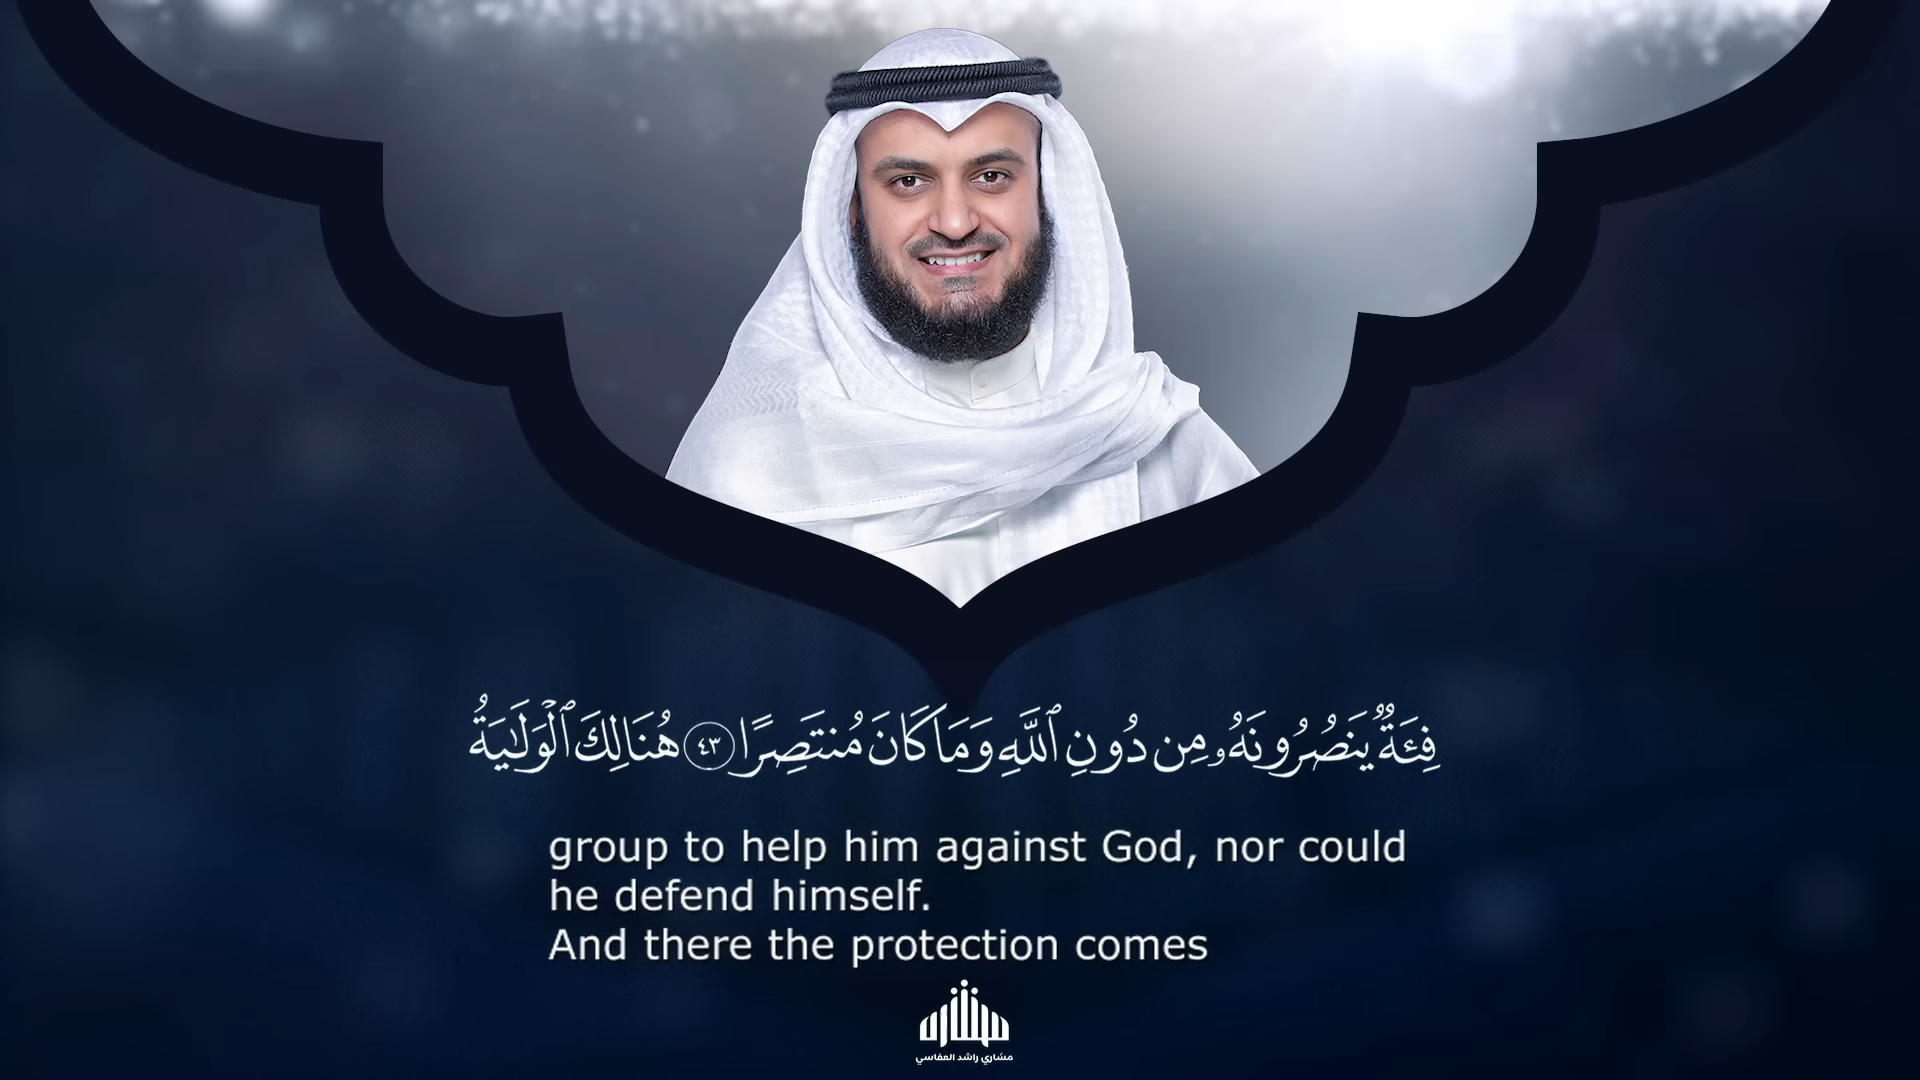 فِئَةٌ يَنصُرُونَهُۥ مِن دُونِ ٱللَّهِ وَمَا كَانَ مُنتَصِرًا ٤٣ هُنَالِكَ ٱلْوَلَٰيَةُ
group to help him against God, nor could
he defend himself.
And there the protection comes
مشاري راشد العفاسي